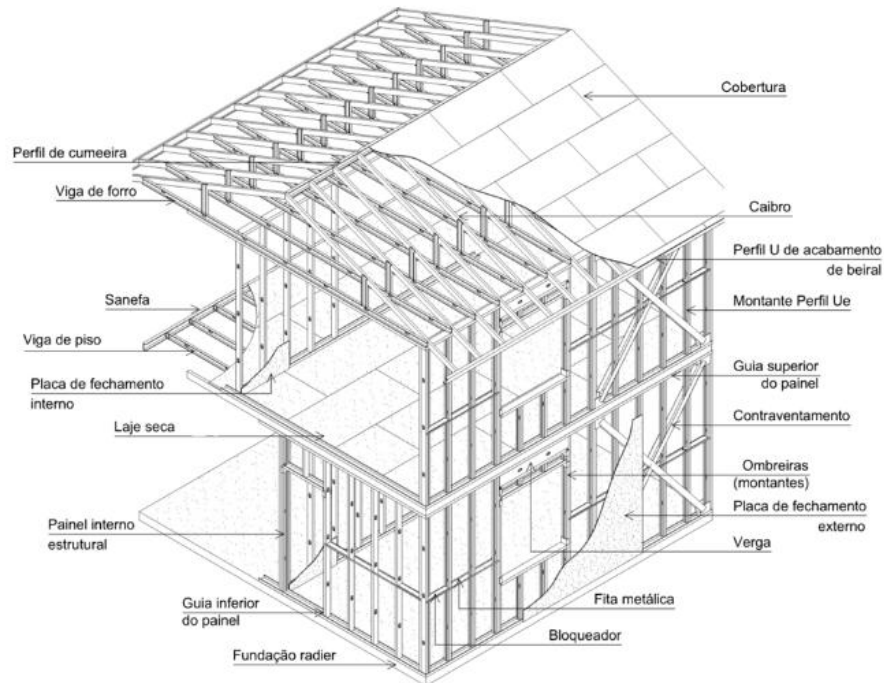 Cobertura
Perfil de cumeeira
Viga de forro
Caibro
Perfil U de acabamento
de beiral
Sanefa
Montante Perfil Ue
Viga de piso
Guia superior
do painel
Placa de fechamento
interno
Contraventamento
Laje seca
Ombreiras
(montantes)
Placa de fechamento
externo
Painel interno
estrutural
Verga
Fita metálica
Guia inferior
do painel
Bloqueador
Fundação radier